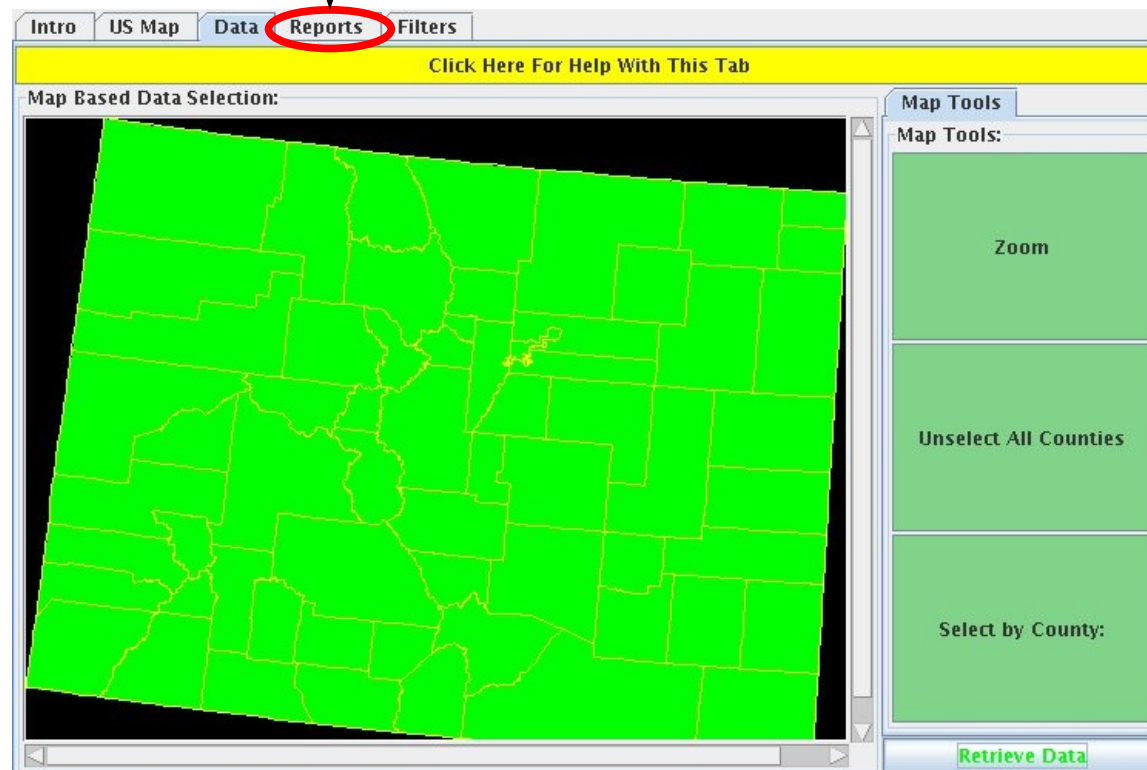 Intro US Map Data Reports Filters
Click Here For Help With This Tab
Map Based Data Selection:
Map Tools
Map Tools:
Zoom
Unselect All Counties
Select by County:
Retrieve Data